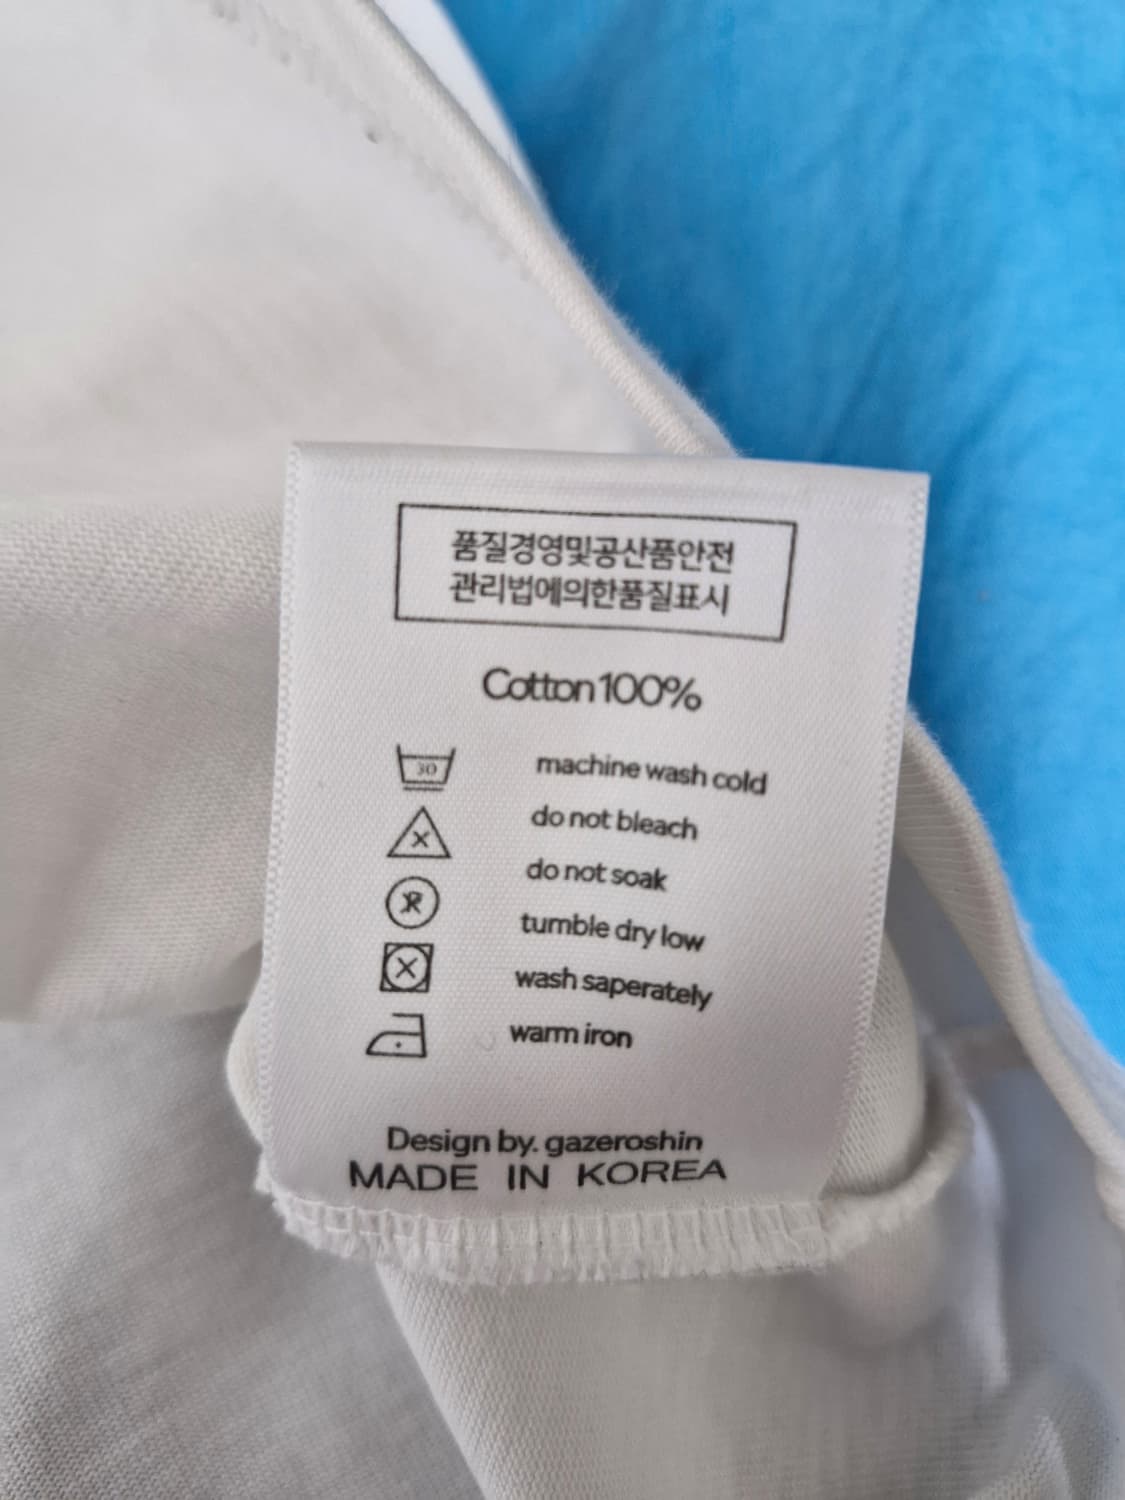 품질경영및공산품안전
관리법에의한품질표시
Cotton100%
30
machine wash cold
do not bleach
do not soak
P
tumble dry low
wash saperately
warm iron
Design by. gazeroshin
MADE IN KOREA